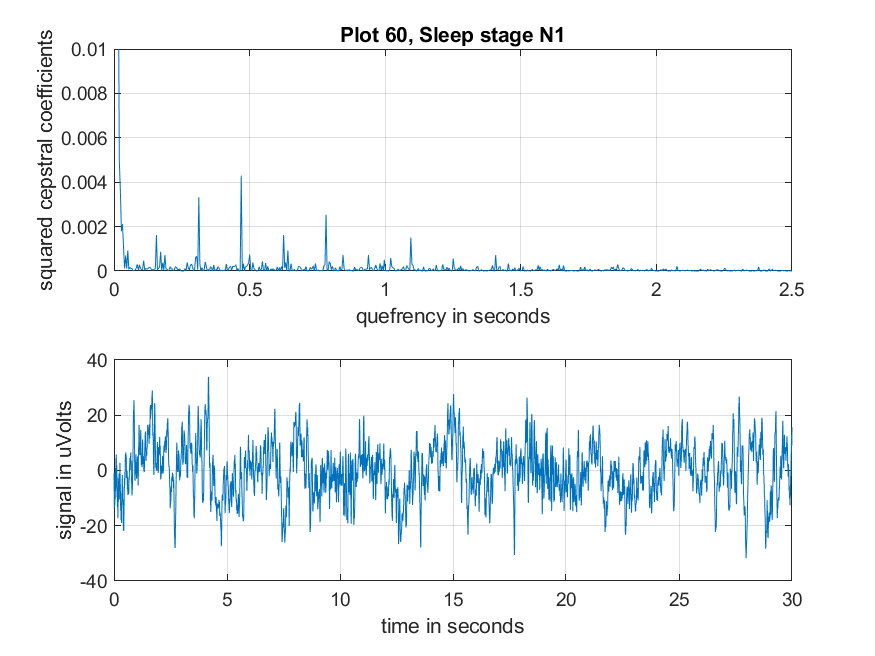 Plot 60, Sleep stage N1
squared cepstral coefficients
0.01
0.008
0.006
0.004
0.002
0
0 0.5 1 1.5 2 2.5
quefrency in seconds
signal in uVolts
40
20
0
-20
-40
0 5 10 15 20 25 30
time in seconds